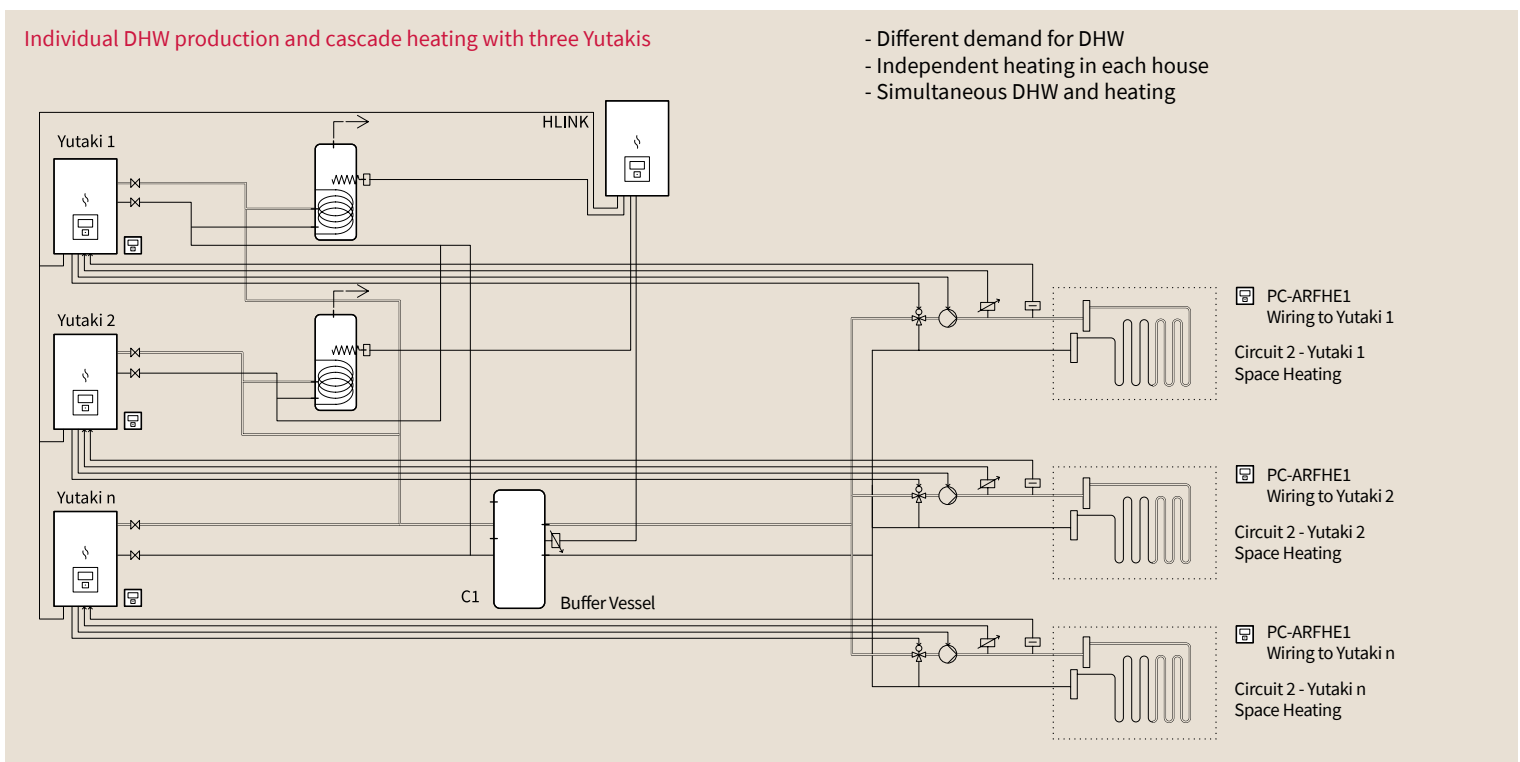 Individual DHW production and cascade heating with three Yutakis
- Different demand for DHW
- Independent heating in each house
- Simultaneous DHW and heating
HLINK
Yutaki 1
Yutaki 2
Yutaki n
C1
Buffer Vessel
PC-ARFHE1
Wiring to Yutaki 1
Circuit 2 - Yutaki 1
Space Heating
PC-ARFHE1
Wiring to Yutaki 2
Circuit 2 - Yutaki 2
Space Heating
PC-ARFHE1
Wiring to Yutaki n
Circuit 2 - Yutaki n
Space Heating